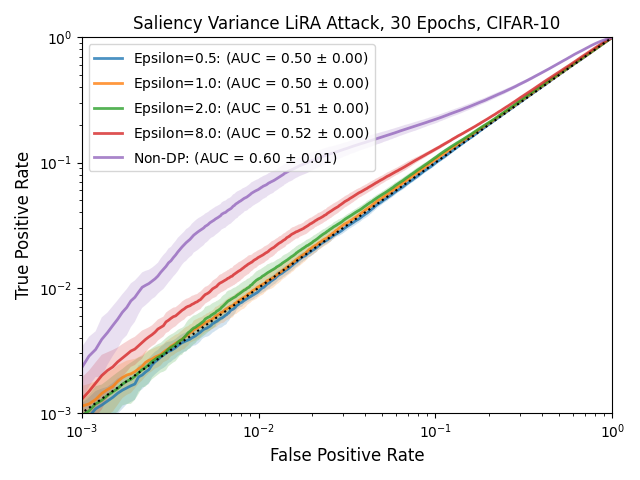 Saliency Variance LiRA Attack, 30 Epochs, CIFAR-10
10⁰
Epsilon=0.5: (AUC = 0.50 ± 0.00)
Epsilon=1.0: (AUC = 0.50 ± 0.00)
Epsilon=2.0: (AUC = 0.51 ± 0.00)
Epsilon=8.0: (AUC = 0.52 ± 0.00)
Non-DP: (AUC = 0.60 ± 0.01)
10⁻¹
True Positive Rate
10⁻²
10⁻³
10⁻³ 10⁻² 10⁻¹ 10⁰
False Positive Rate